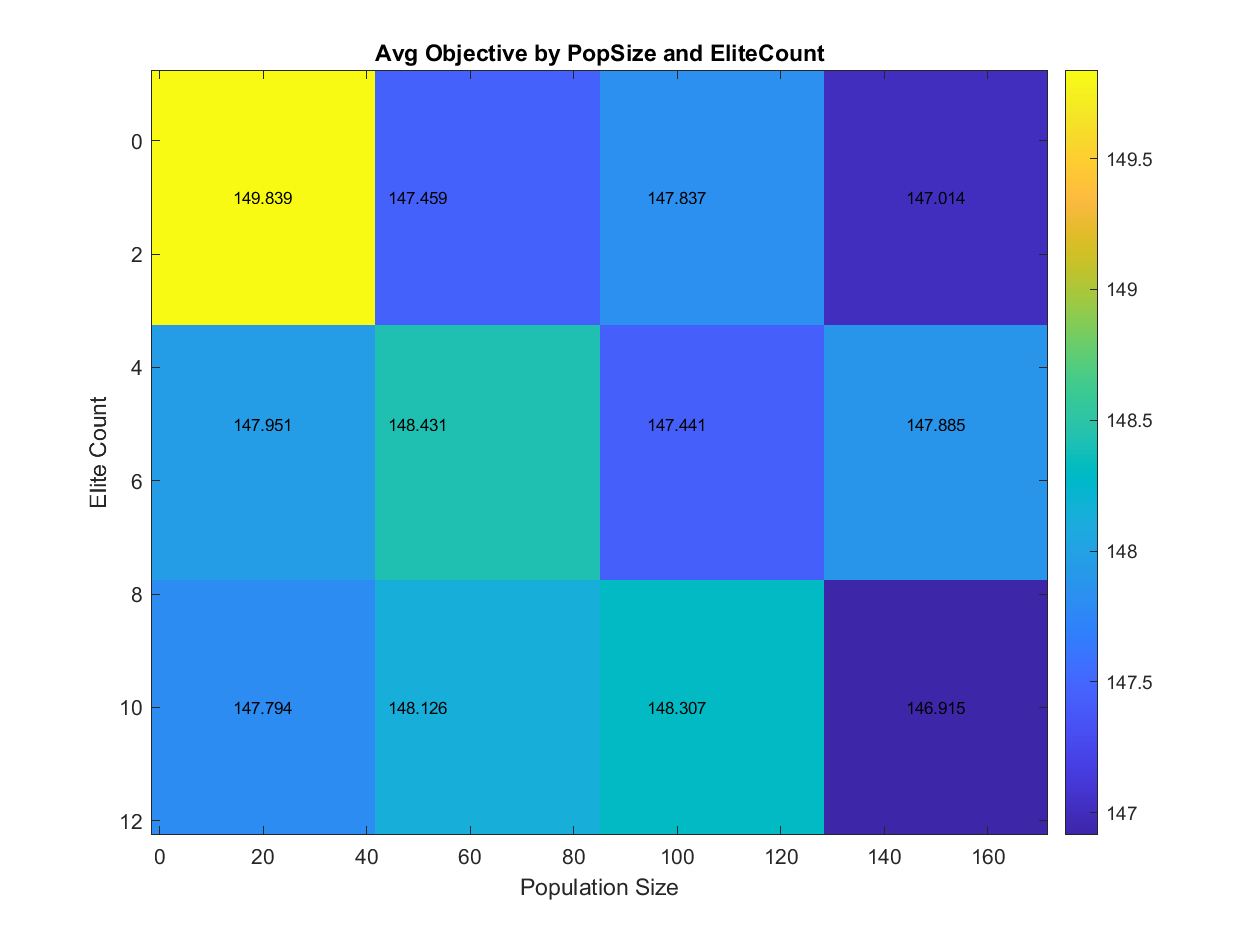 Avg Objective by PopSize and EliteCount
149.839 147.459 147.837 147.014
147.951 148.431 147.441 147.885
147.794 148.126 148.307 146.915
0
2
4
6
8
10
12
Elite Count
0 20 40 60 80 100 120 140 160
Population Size
149.5
149
148.5
148
147.5
147